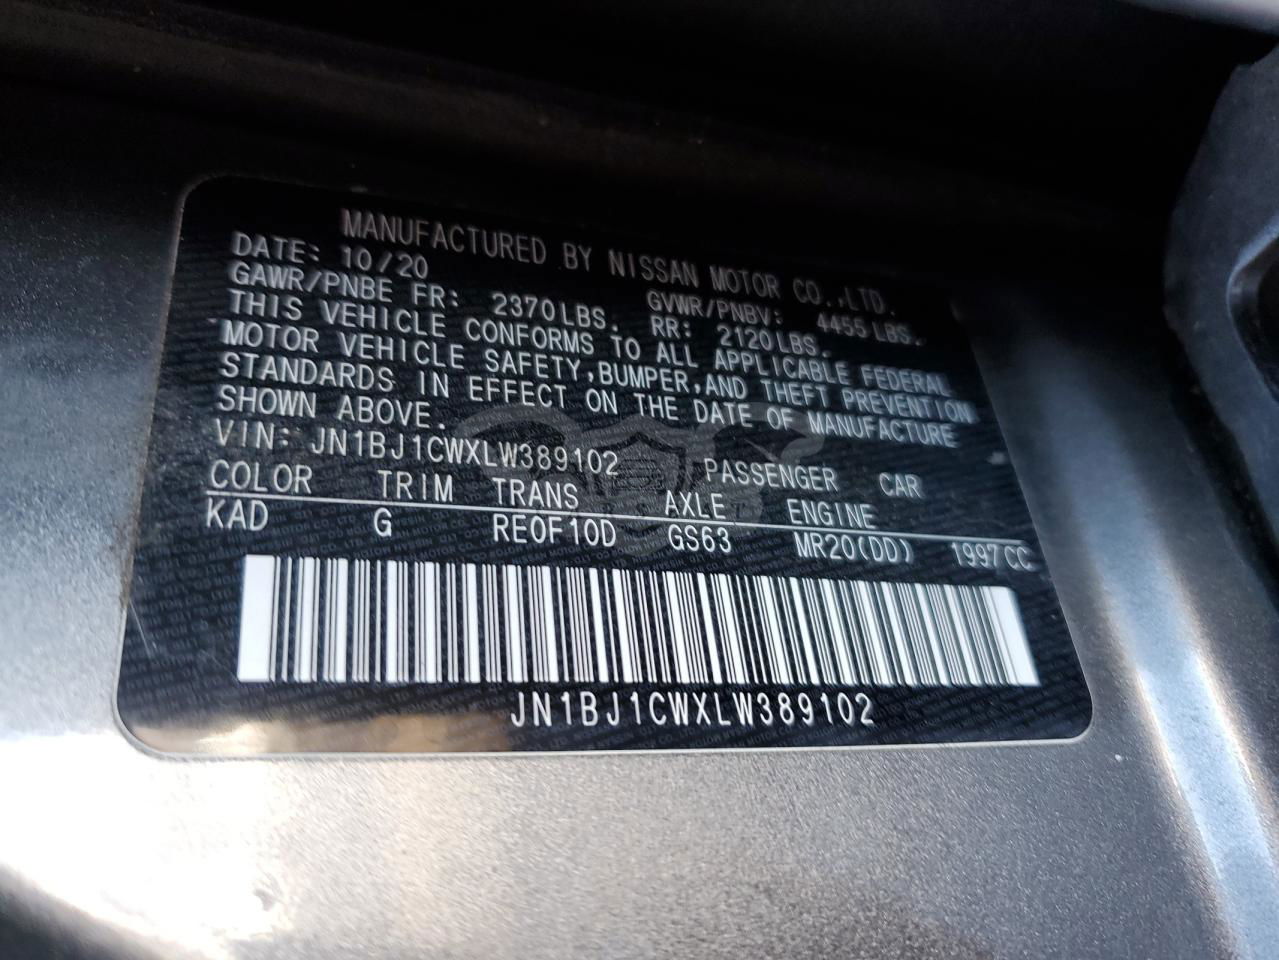 MANUFACTURED BY NISSAN MOTOR CO.,LTD.
DATE: 10/20
GAWR/PNBE FR: 2370LBS. GVWR/PNBV: 4455LBS.
RR: 2120LBS.
THIS VEHICLE CONFORMS TO ALL APPLICABLE FEDERAL
MOTOR VEHICLE SAFETY,BUMPER,AND THEFT PREVENTION
STANDARDS IN EFFECT ON THE DATE OF MANUFACTURE
SHOWN ABOVE.
VIN: JN1BJ1CWXLW389102 PASSENGER CAR
COLOR TRIM TRANS AXLE ENGINE
KAD G RE0F10D GS63 MR20(DD) 1997CC
JN1BJ1CWXLW389102